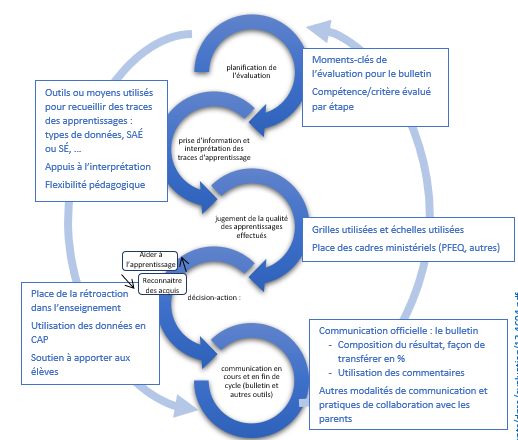 planification de
l'évaluation
Moments-clés de
l'évaluation pour le bulletin
Compétence/critère évalué
par étape
Outils ou moyens utilisés
pour recueillir des traces
des apprentissages :
types de données, SAÉ
ou SÉ, ...
Appuis à l'interprétation
Flexibilité pédagogique
prise d'information et
interprétation des
traces d'apprentissage
jugement de la qualité
des apprentissages
effectués
Grilles utilisées et échelles utilisées
Place des cadres ministériels (PFEQ, autres)
Aider à
l'apprentissage
Reconnaitre
des acquis
décision-action :
Place de la rétroaction
dans l'enseignement
Utilisation des données en
CAP
Soutien à apporter aux
élèves
communication en
cours et en fin de
cycle (bulletin et
autres outils)
Communication officielle : le bulletin
- Composition du résultat, façon de
transférer en %
- Utilisation des commentaires
Autres modalités de communication et
pratiques de collaboration avec les
parents